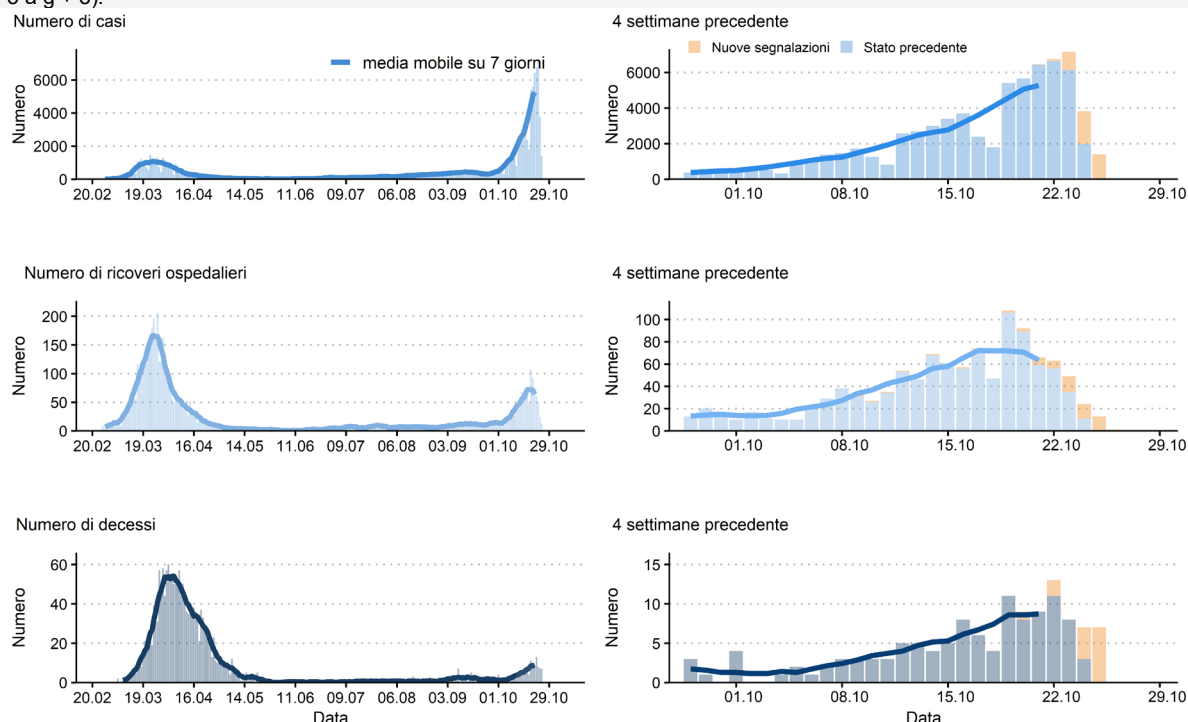 3 a g + 3).
Numero di casi
4 settimane precedente
media mobile su 7 giorni
Nuove segnalazioni Stato precedente
Numero
6000
4000
2000
0
20.02 19.03 16.04 14.05 11.06 09.07 06.08 03.09 01.10 29.10
Numero
6000
4000
2000
0
01.10 08.10 15.10 22.10 29.10
Numero di ricoveri ospedalieri
4 settimane precedente
Numero
200
150
100
50
0
20.02 19.03 16.04 14.05 11.06 09.07 06.08 03.09 01.10 29.10
Numero
100
80
60
40
20
0
01.10 08.10 15.10 22.10 29.10
Numero di decessi
4 settimane precedente
Numero
60
40
20
0
20.02 19.03 16.04 14.05 11.06 09.07 06.08 03.09 01.10 29.10
Data
Numero
15
10
5
0
01.10 08.10 15.10 22.10 29.10
Data